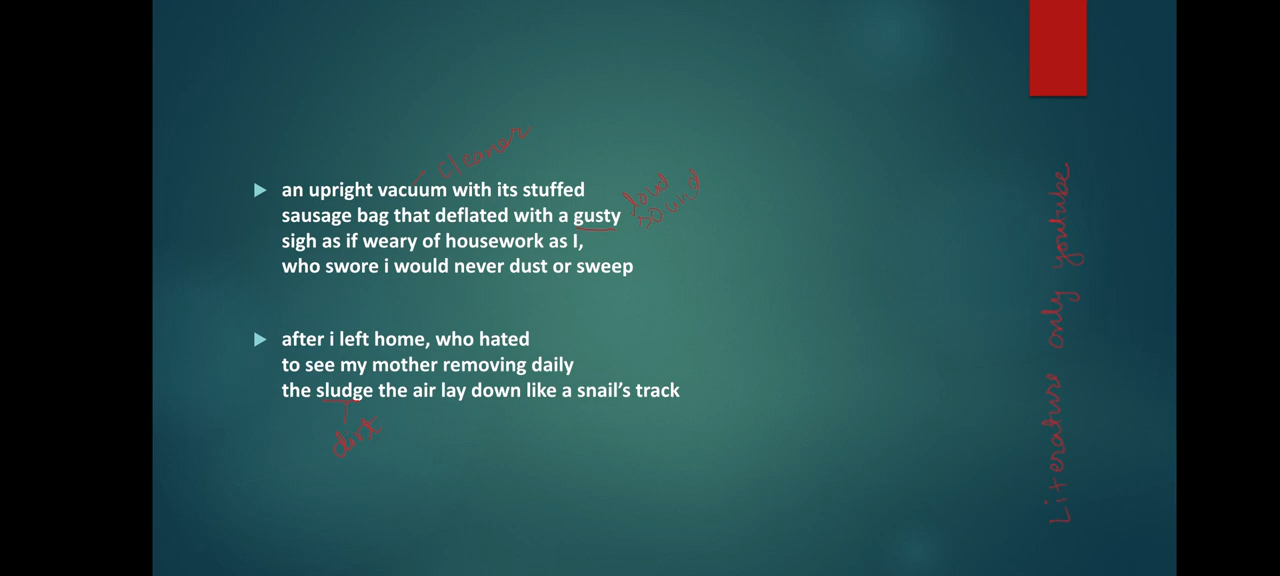 cleaner
an upright vacuum with its stuffed
sausage bag that deflated with a gusty
loud
sound
sigh as if weary of housework as I,
who swore i would never dust or sweep
after i left home, who hated
to see my mother removing daily
the sludge the air lay down like a snail's track
dirt
Literature only youtube